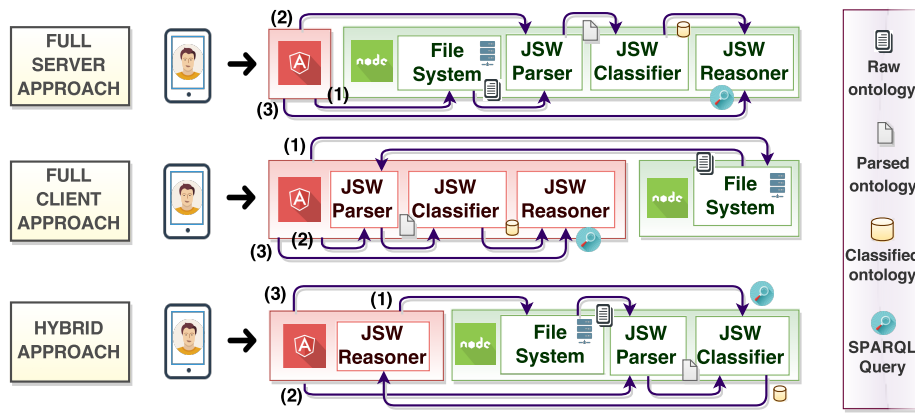 FULL
SERVER
APPROACH
(2)
A
node
File
System
JSW
Parser
JSW
Classifier
JSW
Reasoner
(1)
(3)
FULL
CLIENT
APPROACH
(1)
A
JSW
Parser
JSW
Classifier
JSW
Reasoner
node
File
System
(2)
(3)
HYBRID
APPROACH
(3)
(1)
A
JSW
Reasoner
node
File
System
JSW
Parser
JSW
Classifier
(2)
Raw
ontology
Parsed
ontology
Classified
ontology
SPARQL
Query